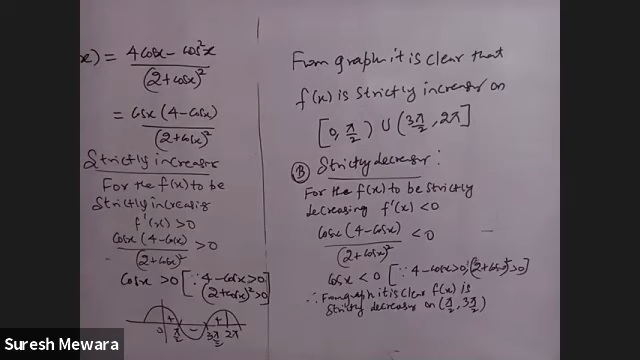 x) = 4cosx - cos²x / (2+cosx)²
= cosx (4-cosx) / (2+cosx)²
Strictly increasing
For the f(x) to be
strictly increasing
f'(x) > 0
cosx (4-cosx) / (2+cosx)² > 0
cosx > 0 [∵ 4-cosx>0, (2+cosx)²>0]
0 + π/2 - 3π/2 + 2π
From graph it is clear that
f(x) is strictly increasing on
[0, π/2) ∪ (3π/2, 2π]
(B) Strictly decreasing :
For the f(x) to be strictly
decreasing f'(x) < 0
cosx (4-cosx) / (2+cosx)² < 0
cosx < 0 [∵ 4-cosx>0, (2+cosx)²>0]
∴ From graph it is clear f(x) is
strictly decreasing on (π/2, 3π/2)
Suresh Mewara